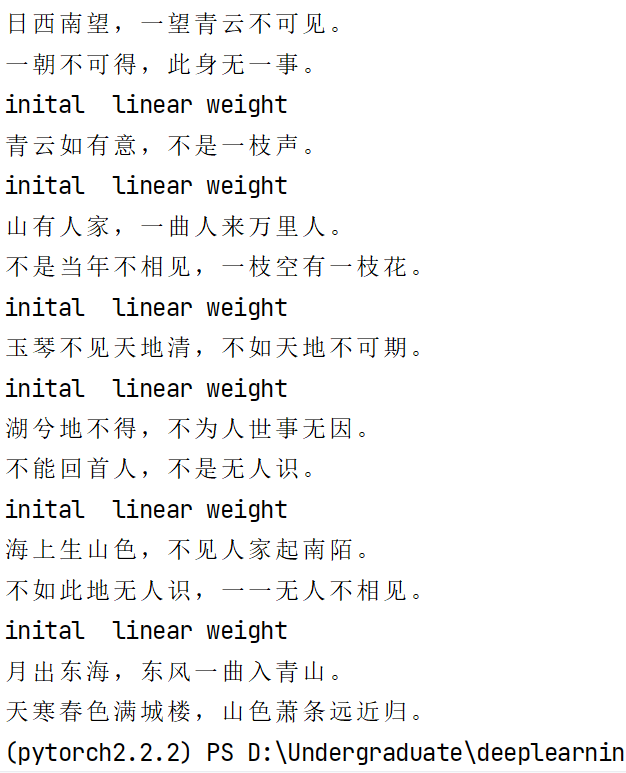 日西南望，一望青云不可见。
一朝不可得，此身无一事。
inital  linear weight
青云如有意，不是一枝声。
inital  linear weight
山有人家，一曲人来万里人。
不是当年不相见，一枝空有一枝花。
inital  linear weight
玉琴不见天地清，不如天地不可期。
inital  linear weight
湖兮地不得，不为人世事无因。
不能回首人，不是无人识。
inital  linear weight
海上生山色，不见人家起南陌。
不如此地无人识，一一无人不相见。
inital  linear weight
月出东海，东风一曲入青山。
天寒春色满城楼，山色萧条远近归。
(pytorch2.2.2) PS D:\Undergraduate\deeplearnin